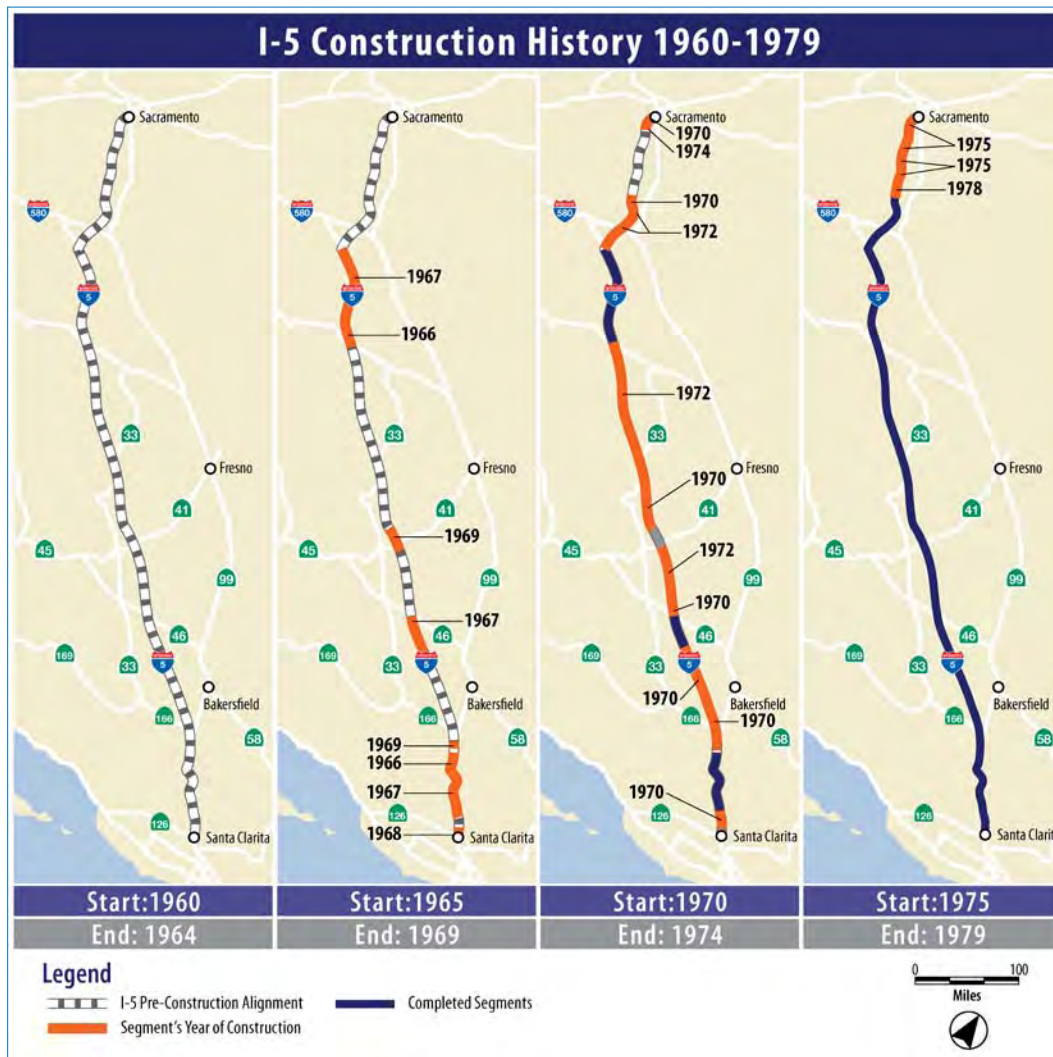 I-5 Construction History 1960-1979
Sacramento
580
5
33
Fresno
41
45
99
46
169
33
Bakersfield
166
58
126
Santa Clarita
Start:1960
End: 1964
Sacramento
580
1967
5
1966
33
Fresno
41
1969
45
99
1967
46
169
33
5
Bakersfield
166
1969
58
1966
1967
126
1968
Santa Clarita
Start:1965
End: 1969
Sacramento
1970
1974
1970
580
1972
5
1972
33
Fresno
1970
41
45
1972
99
1970
46
169
33
5
1970
Bakersfield
166
1970
58
1970
126
Santa Clarita
Start:1970
End: 1974
Sacramento
1975
1975
1978
580
5
33
Fresno
41
45
99
46
169
33
5
Bakersfield
166
58
126
Santa Clarita
Start:1975
End: 1979
Legend
I-5 Pre-Construction Alignment
Segment's Year of Construction
Completed Segments
0 100
Miles